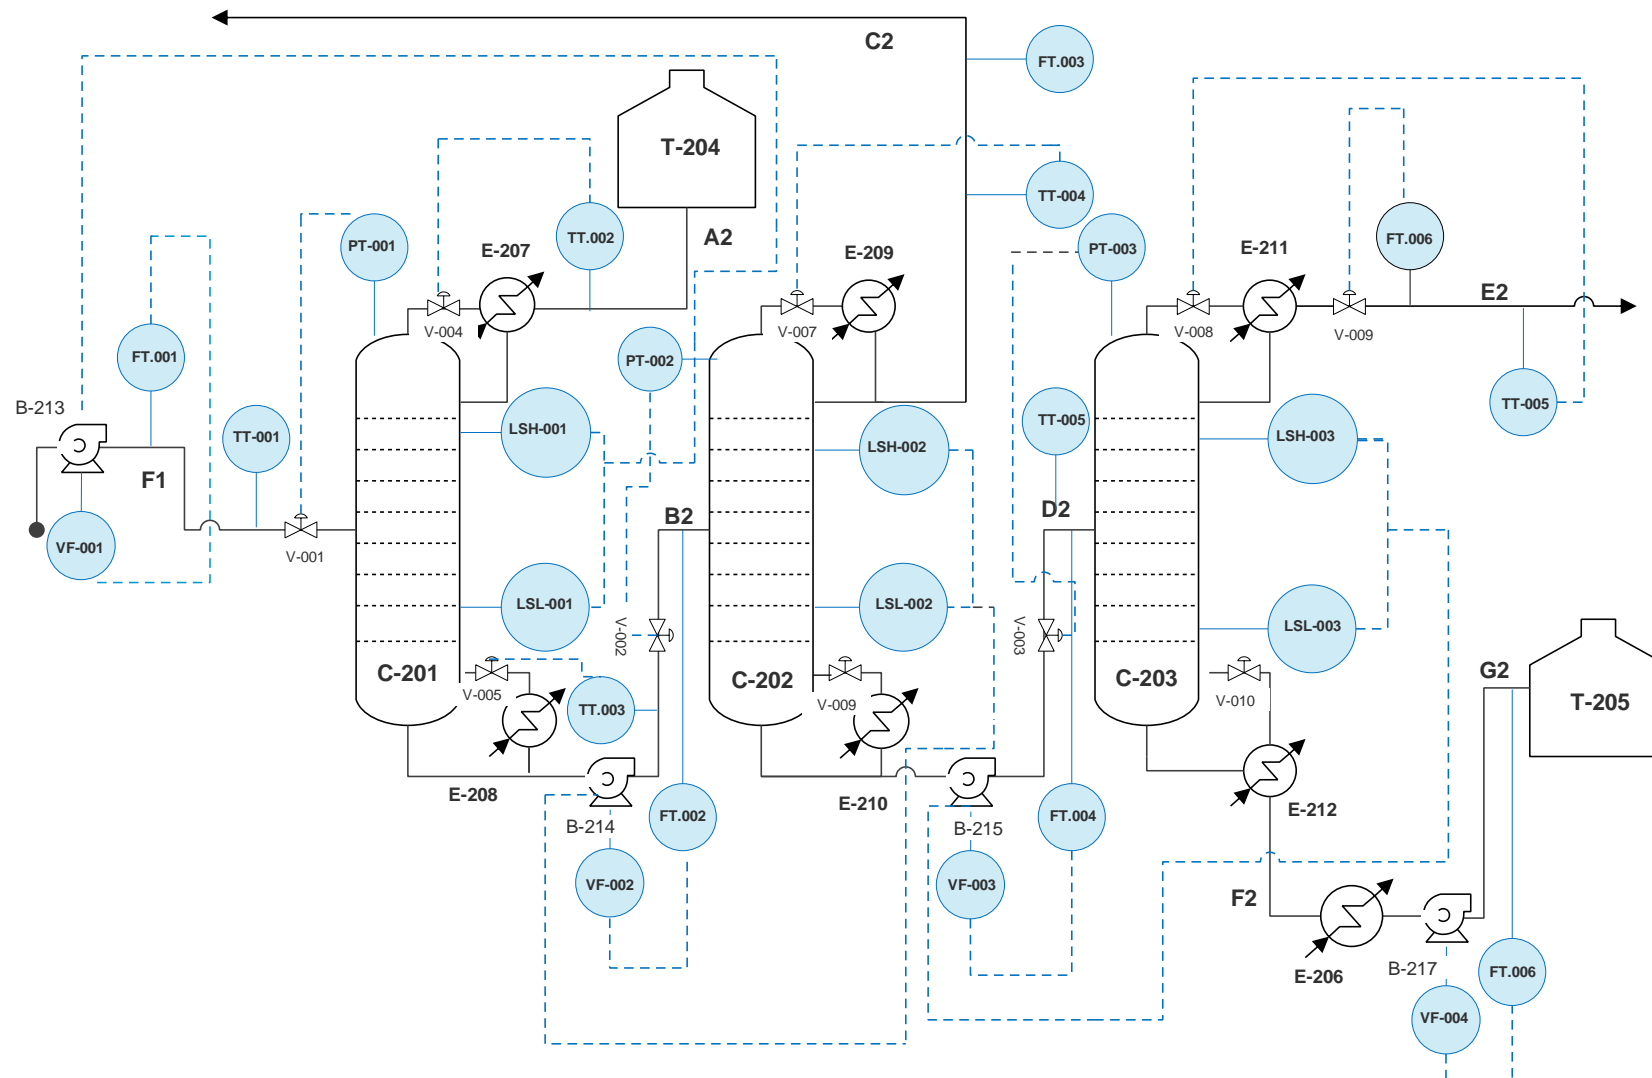 C2
FT.003
T-204
TT-004
A2
PT-001
TT.002
E-207
E-209
PT-003
E-211
FT.006
E2
V-004
V-007
V-008
V-009
FT.001
PT-002
B-213
TT-001
LSH-001
LSH-002
TT-005
LSH-003
TT-005
F1
B2
D2
VF-001
V-001
LSL-001
V-002
LSL-002
V-003
LSL-003
C-201
V-005
TT.003
C-202
V-009
C-203
V-010
G2
T-205
E-208
B-214
FT.002
E-210
B-215
FT.004
E-212
VF-002
VF-003
F2
E-206
B-217
FT.006
VF-004